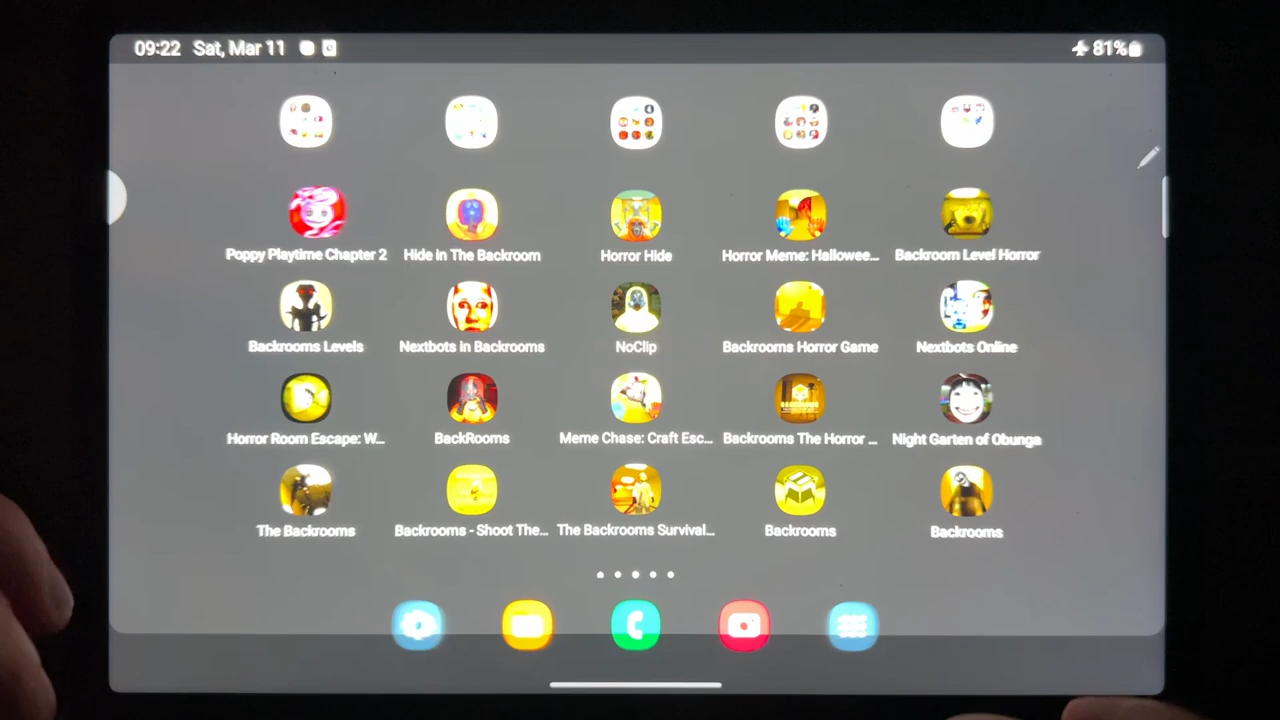 09:22 Sat, Mar 11
81%
Poppy Playtime Chapter 2
Hide in The Backroom
Horror Hide
Horror Meme: Hallowee...
Backroom Level Horror
Backrooms Levels
Nextbots in Backrooms
NoClip
Backrooms Horror Game
Nextbots Online
Horror Room Escape: W...
BackRooms
Meme Chase: Craft Esc...
Backrooms The Horror ...
Night Garten of Obunga
The Backrooms
Backrooms - Shoot The...
The Backrooms Survival...
Backrooms
Backrooms